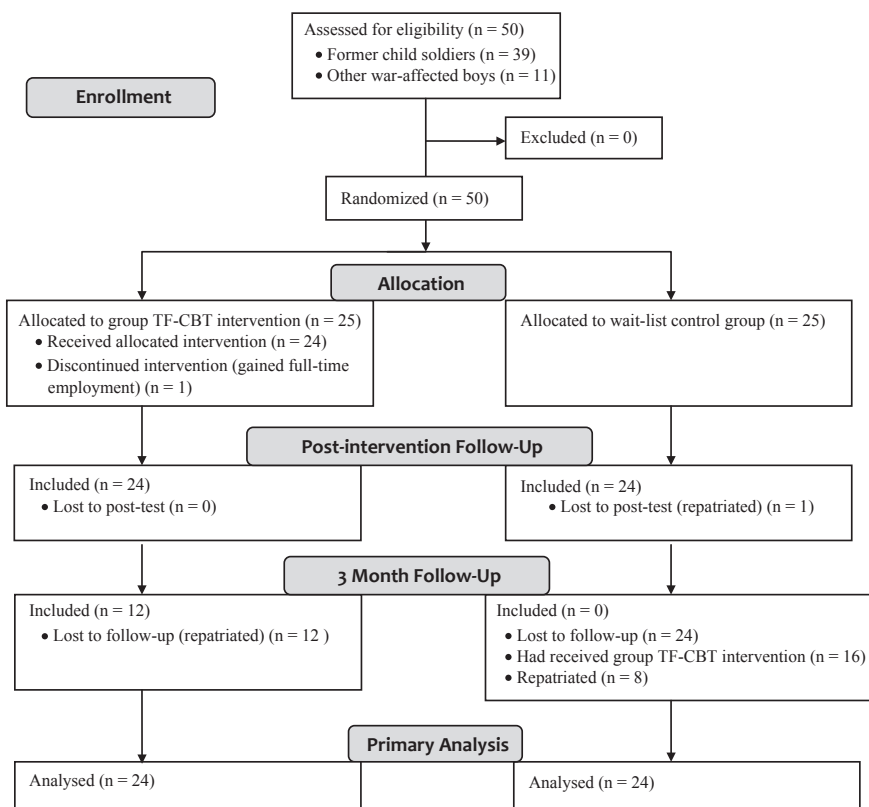 Assessed for eligibility (n = 50)
• Former child soldiers (n = 39)
• Other war-affected boys (n = 11)
Enrollment
Excluded (n = 0)
Randomized (n = 50)
Allocation
Allocated to group TF-CBT intervention (n = 25)
• Received allocated intervention (n = 24)
• Discontinued intervention (gained full-time
employment) (n = 1)
Allocated to wait-list control group (n = 25)
Post-intervention Follow-Up
Included (n = 24)
• Lost to post-test (n = 0)
Included (n = 24)
• Lost to post-test (repatriated) (n = 1)
3 Month Follow-Up
Included (n = 12)
• Lost to follow-up (repatriated) (n = 12 )
Included (n = 0)
• Lost to follow-up (n = 24)
• Had received group TF-CBT intervention (n = 16)
• Repatriated (n = 8)
Primary Analysis
Analysed (n = 24)
Analysed (n = 24)